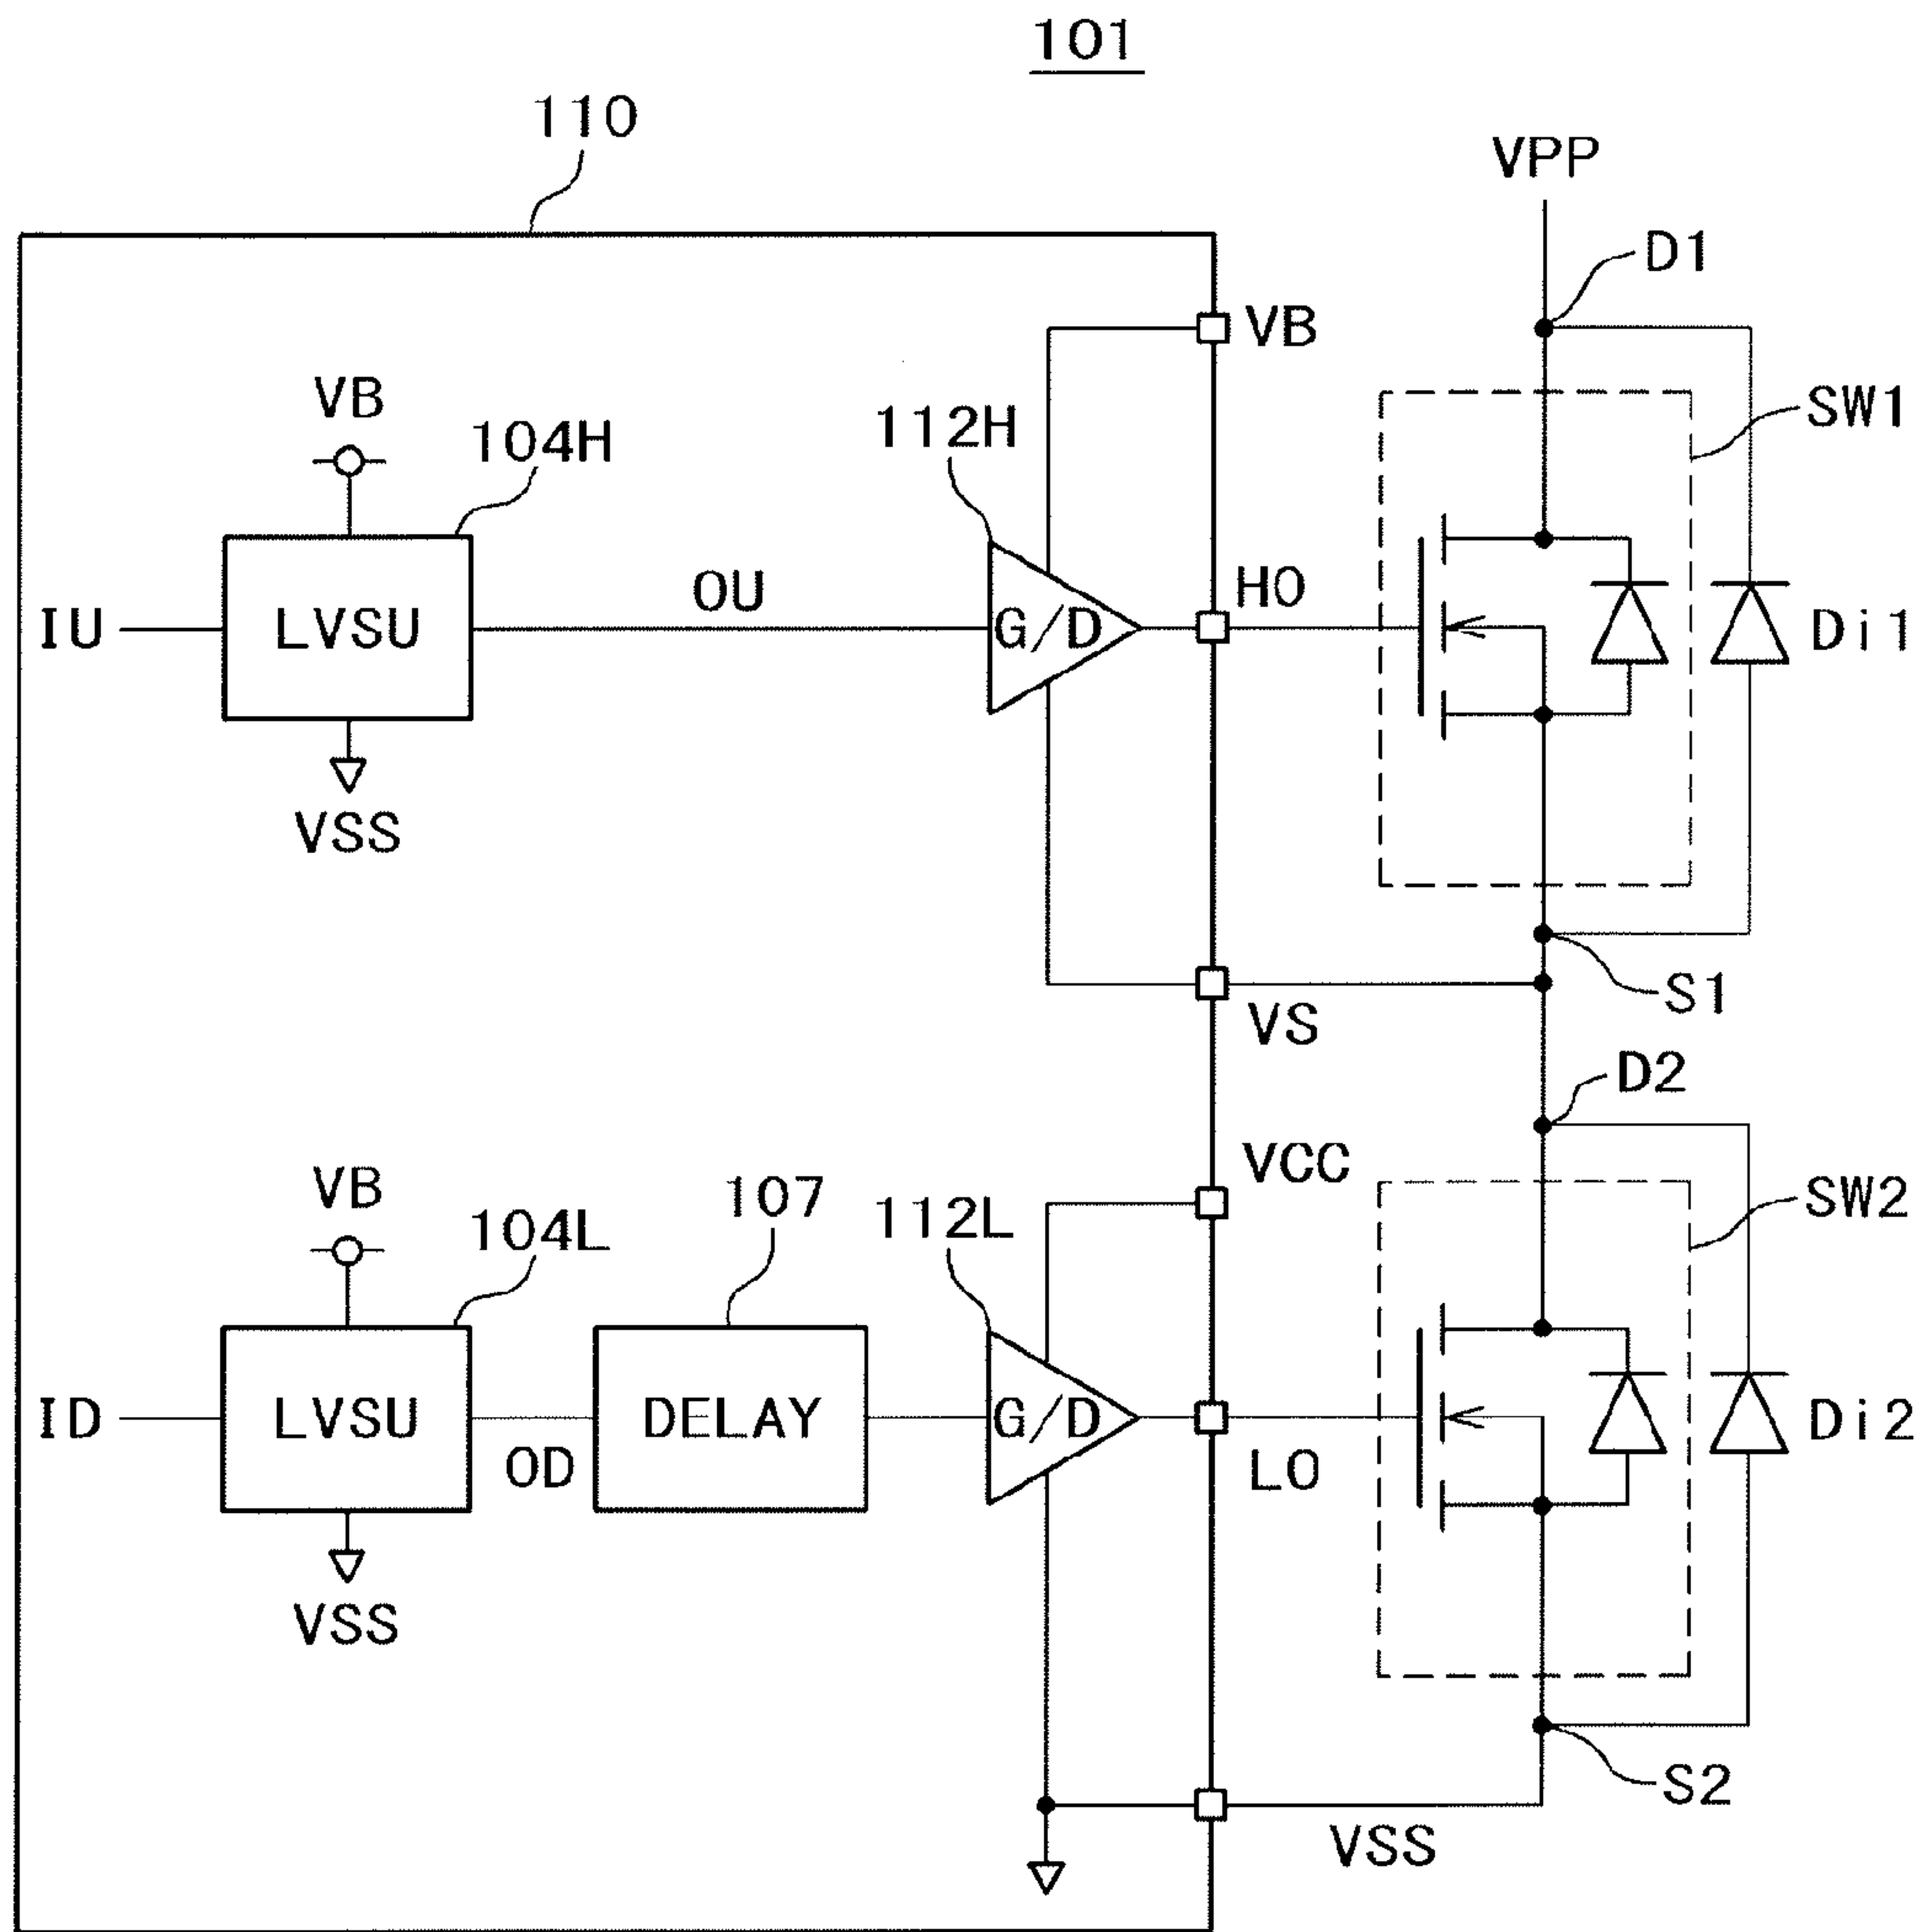 101
110
VPP
D1
VB
SW1
VB
104H
112H
IU
LVSU
OU
G/D
HO
Di1
VSS
S1
VS
D2
VCC
SW2
VB
104L
107
112L
ID
LVSU
OD
DELAY
G/D
LO
Di2
VSS
S2
VSS